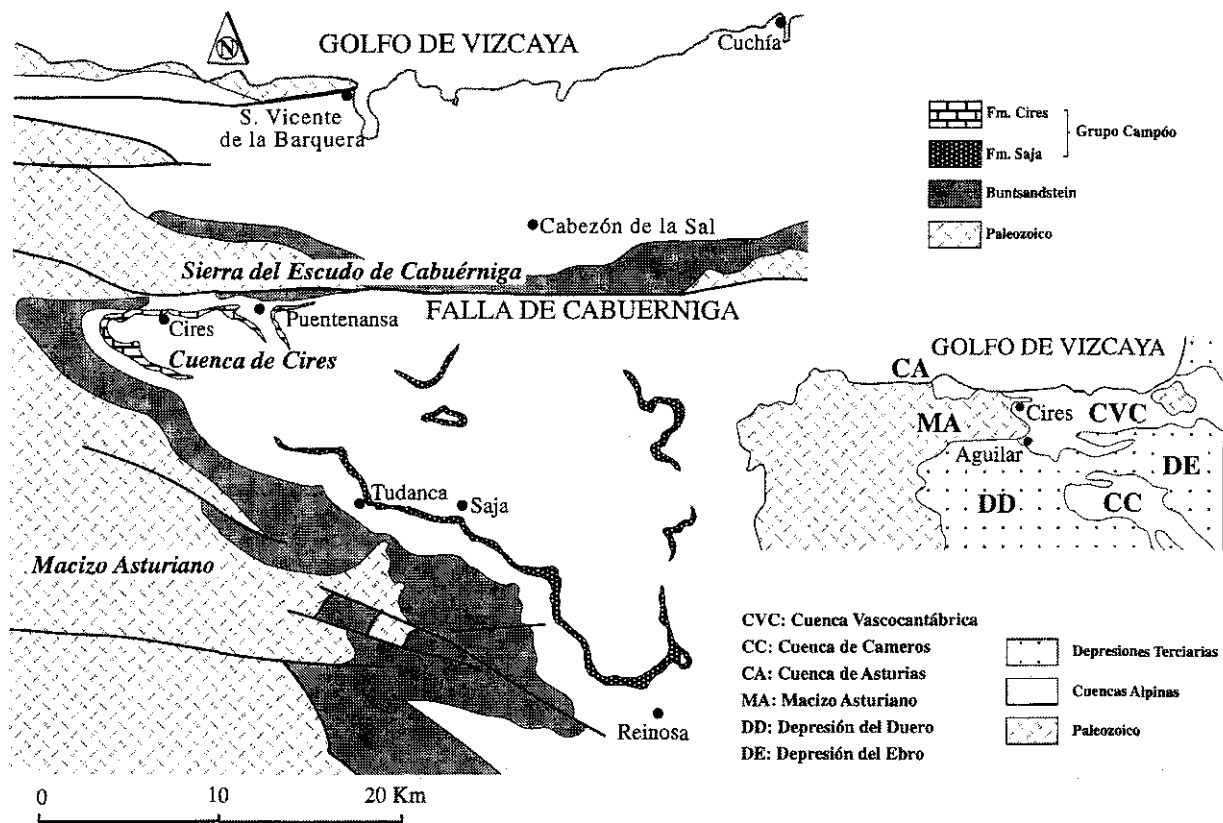 N
GOLFO DE VIZCAYA
Cuchía
S. Vicente
de la Barquera
Cabezón de la Sal
Sierra del Escudo de Cabuérniga
FALLA DE CABUERNIGA
Puentenansa
Cires
Cuenca de Cires
Tudanca
Saja
Macizo Asturiano
Reinosa
0 10 20 Km
Fm. Cires
Grupo Campóo
Fm. Saja
Buntsandstein
Paleozoico
GOLFO DE VIZCAYA
CA
Cires
CVC
MA
Aguilar
DE
DD
CC
CVC: Cuenca Vascocantábrica
CC: Cuenca de Cameros
CA: Cuenca de Asturias
MA: Macizo Asturiano
DD: Depresión del Duero
DE: Depresión del Ebro
Depresiones Terciarias
Cuencas Alpinas
Paleozoico